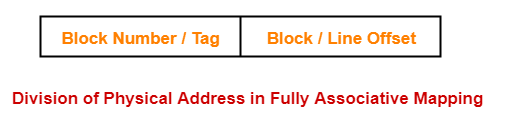 Block Number / Tag Block / Line Offset
Division of Physical Address in Fully Associative Mapping